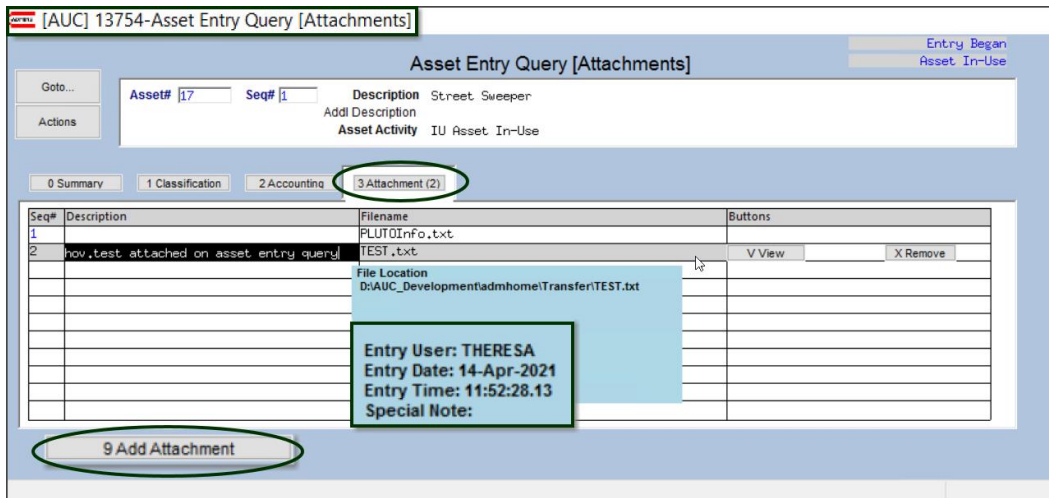 [AUC] 13754-Asset Entry Query [Attachments]
Entry Began
Asset Entry Query [Attachments]
Asset In-Use
Goto...
Asset# 17 Seq# 1 Description Street Sweeper
Addl Description
Actions
Asset Activity IU Asset In-Use
0 Summary 1 Classification 2 Accounting 3 Attachment (2)
Seq# Description Filename Buttons
1 PLUTOInfo.txt
2 hov.test attached on asset entry query TEST.txt V View X Remove
File Location
D:\AUC_Development\admhome\Transfer\TEST.txt
Entry User: THERESA
Entry Date: 14-Apr-2021
Entry Time: 11:52:28.13
Special Note:
9 Add Attachment